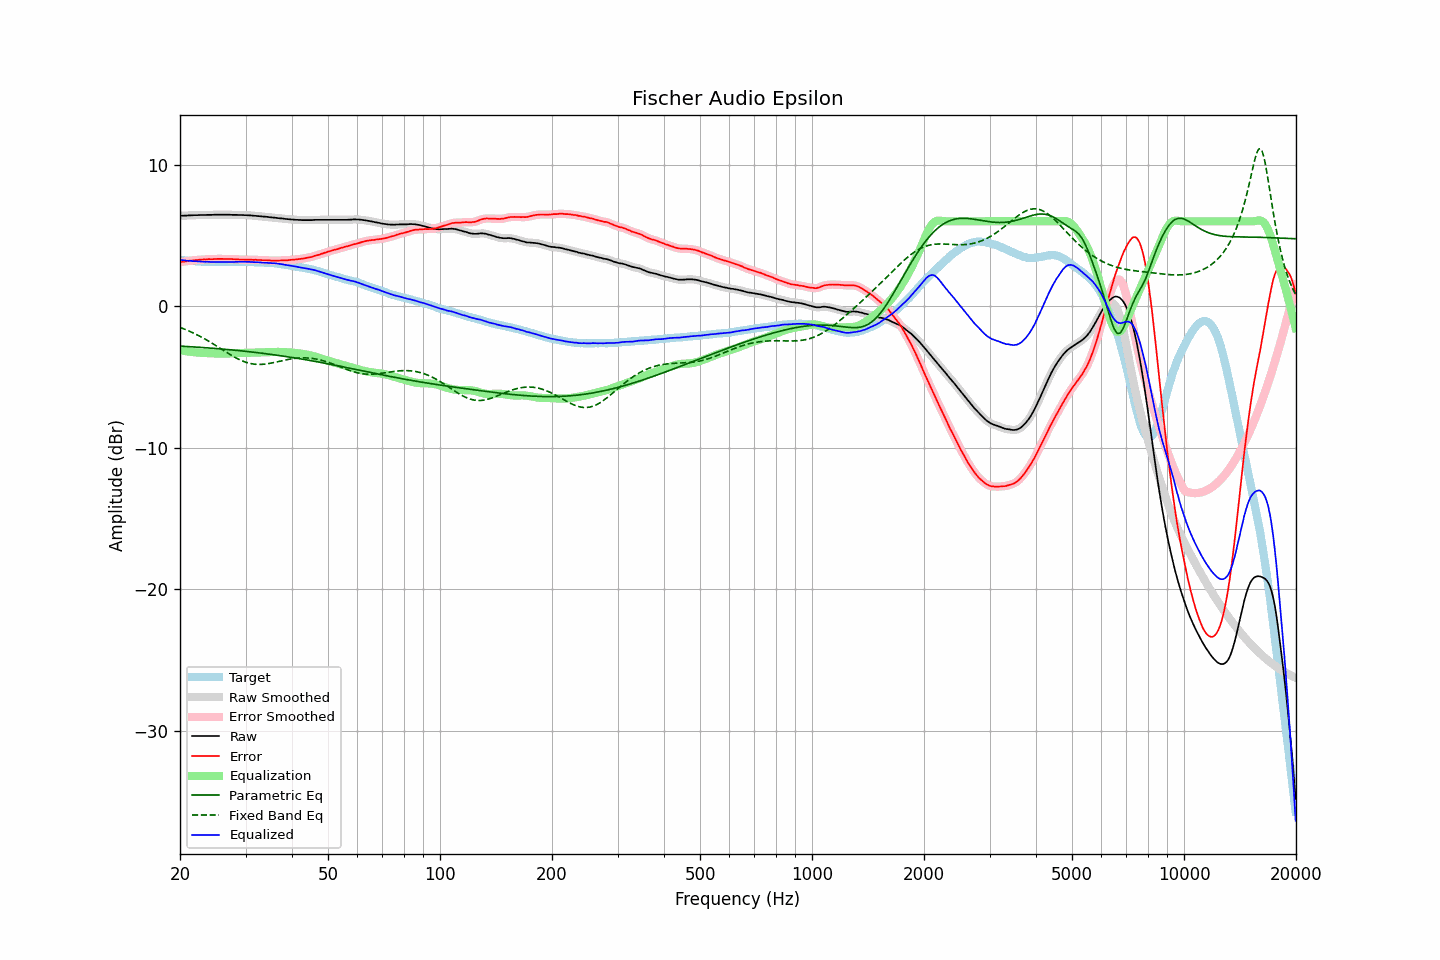 Fischer Audio Epsilon
Amplitude (dBr)
10
0
−10
−20
−30
Target
Raw Smoothed
Error Smoothed
Raw
Error
Equalization
Parametric Eq
Fixed Band Eq
Equalized
20 50 100 200 500 1000 2000 5000 10000 20000
Frequency (Hz)